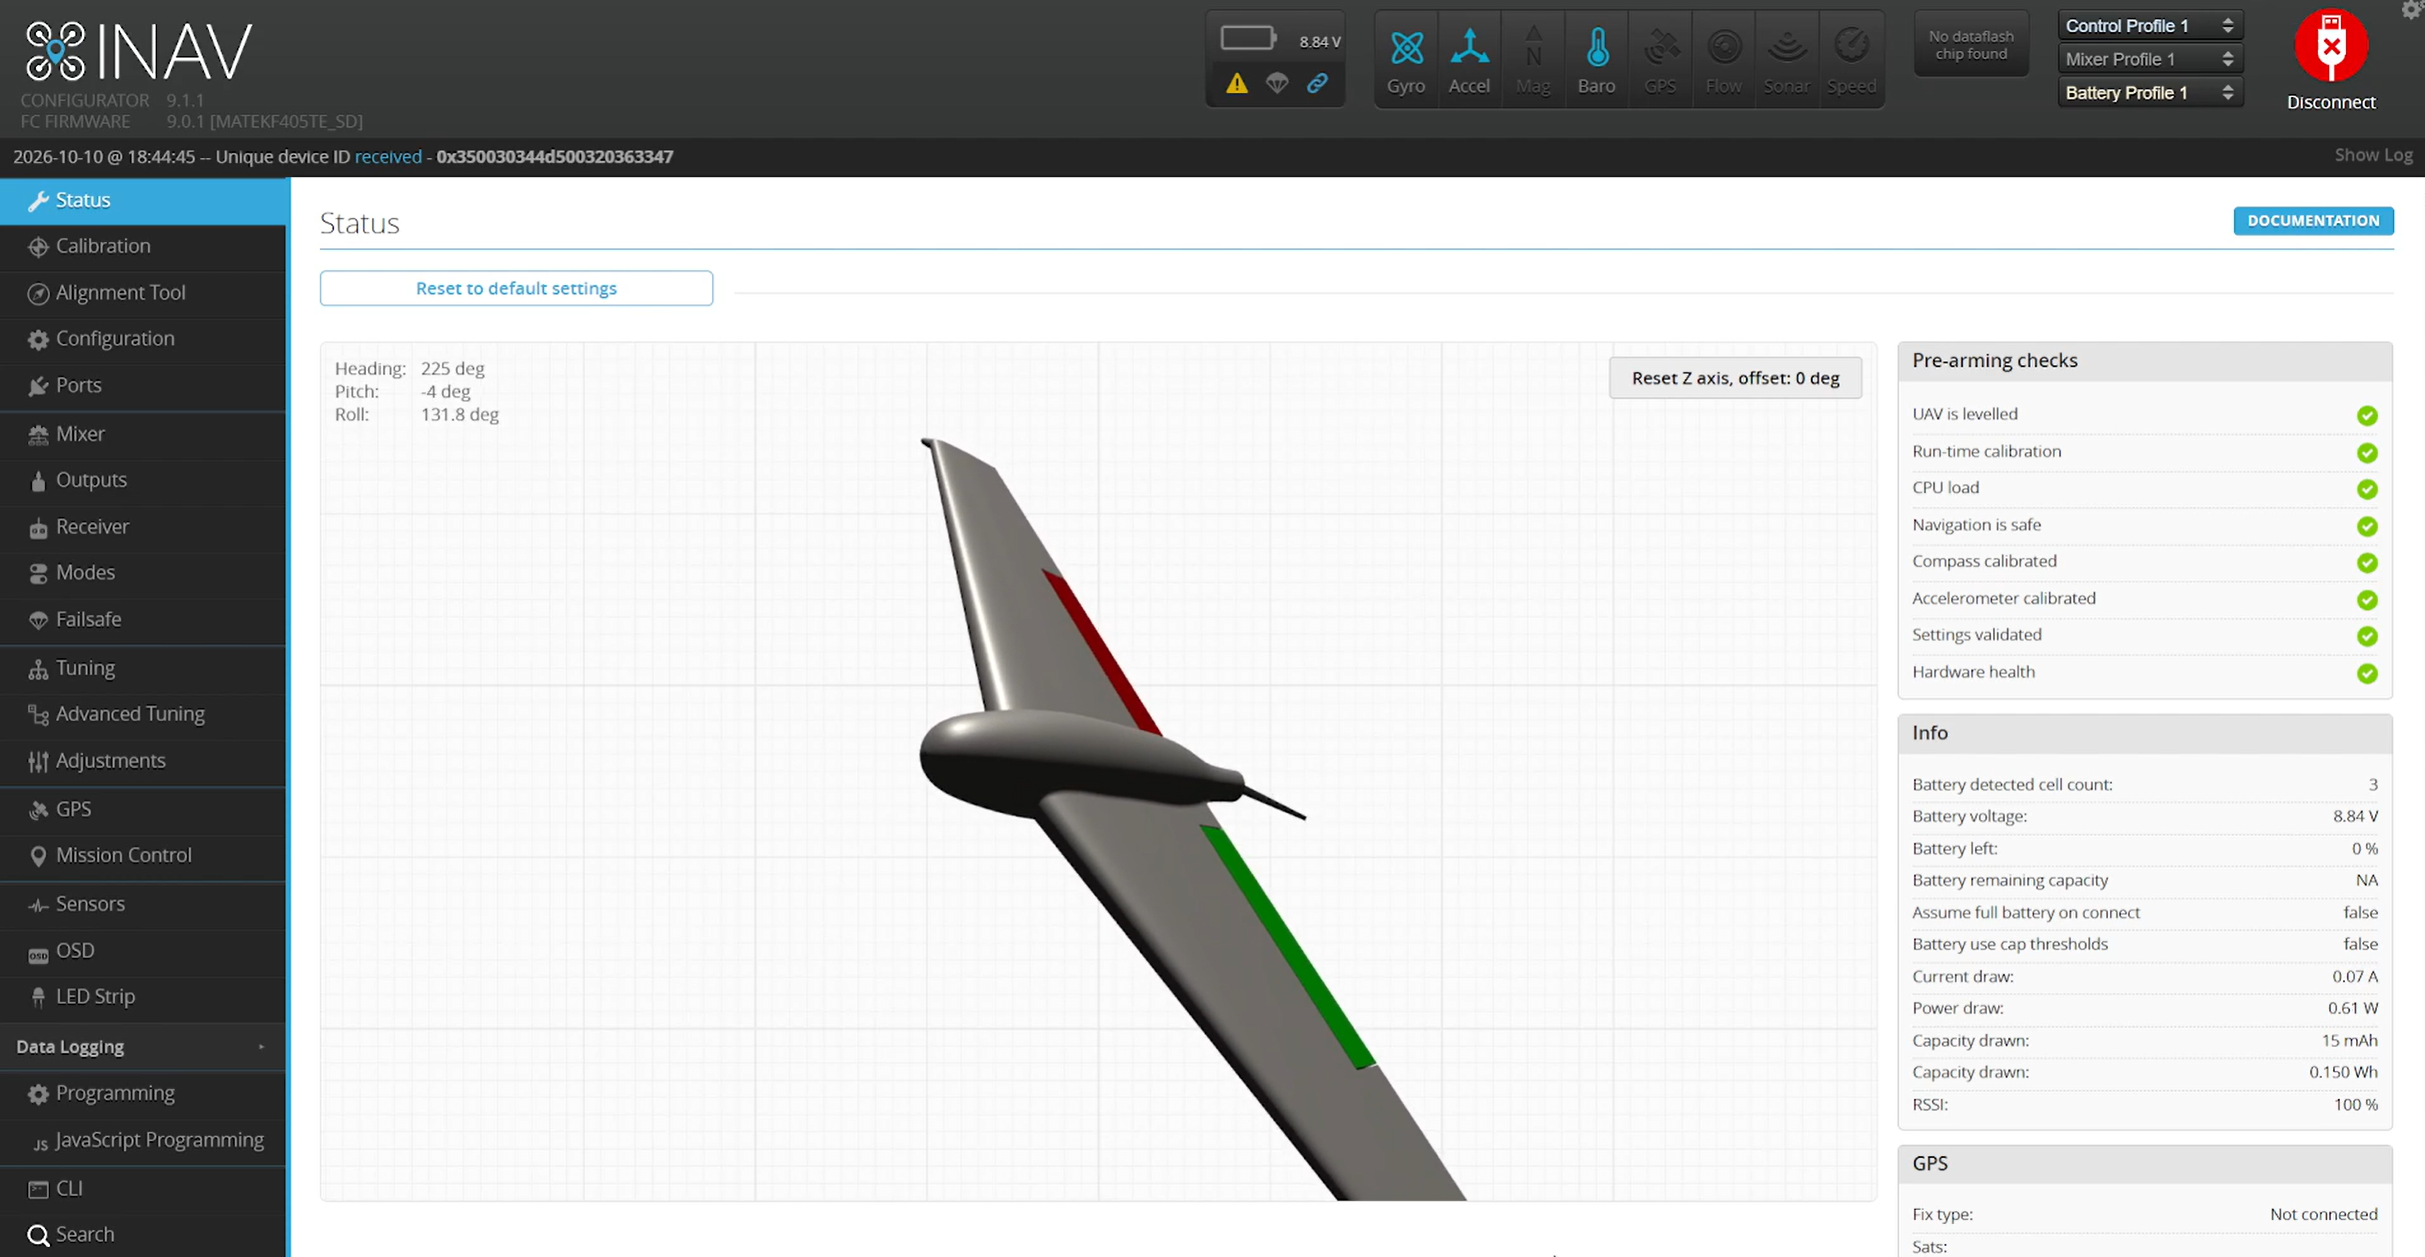 INAV
CONFIGURATOR 9.1.1
FC FIRMWARE 9.0.1 [MATEKF405TE_SD]
8.84 V
Gyro
Accel
Mag
Baro
GPS
Flow
Sonar
Speed
No dataflash
chip found
Control Profile 1
Mixer Profile 1
Battery Profile 1
Disconnect
2026-10-10 @ 18:44:45 -- Unique device ID received - 0x350030344d500320363347
Show Log
Status
Calibration
Alignment Tool
Configuration
Ports
Mixer
Outputs
Receiver
Modes
Failsafe
Tuning
Advanced Tuning
Adjustments
GPS
Mission Control
Sensors
OSD
LED Strip
Data Logging
Programming
JS JavaScript Programming
CLI
Search
Status
DOCUMENTATION
Reset to default settings
Heading: 225 deg
Pitch: -4 deg
Roll: 131.8 deg
Reset Z axis, offset: 0 deg
Pre-arming checks
UAV is levelled
Run-time calibration
CPU load
Navigation is safe
Compass calibrated
Accelerometer calibrated
Settings validated
Hardware health
Info
Battery detected cell count: 3
Battery voltage: 8.84 V
Battery left: 0 %
Battery remaining capacity NA
Assume full battery on connect false
Battery use cap thresholds false
Current draw: 0.07 A
Power draw: 0.61 W
Capacity drawn: 15 mAh
Capacity drawn: 0.150 Wh
RSSI: 100 %
GPS
Fix type: Not connected
Sats: